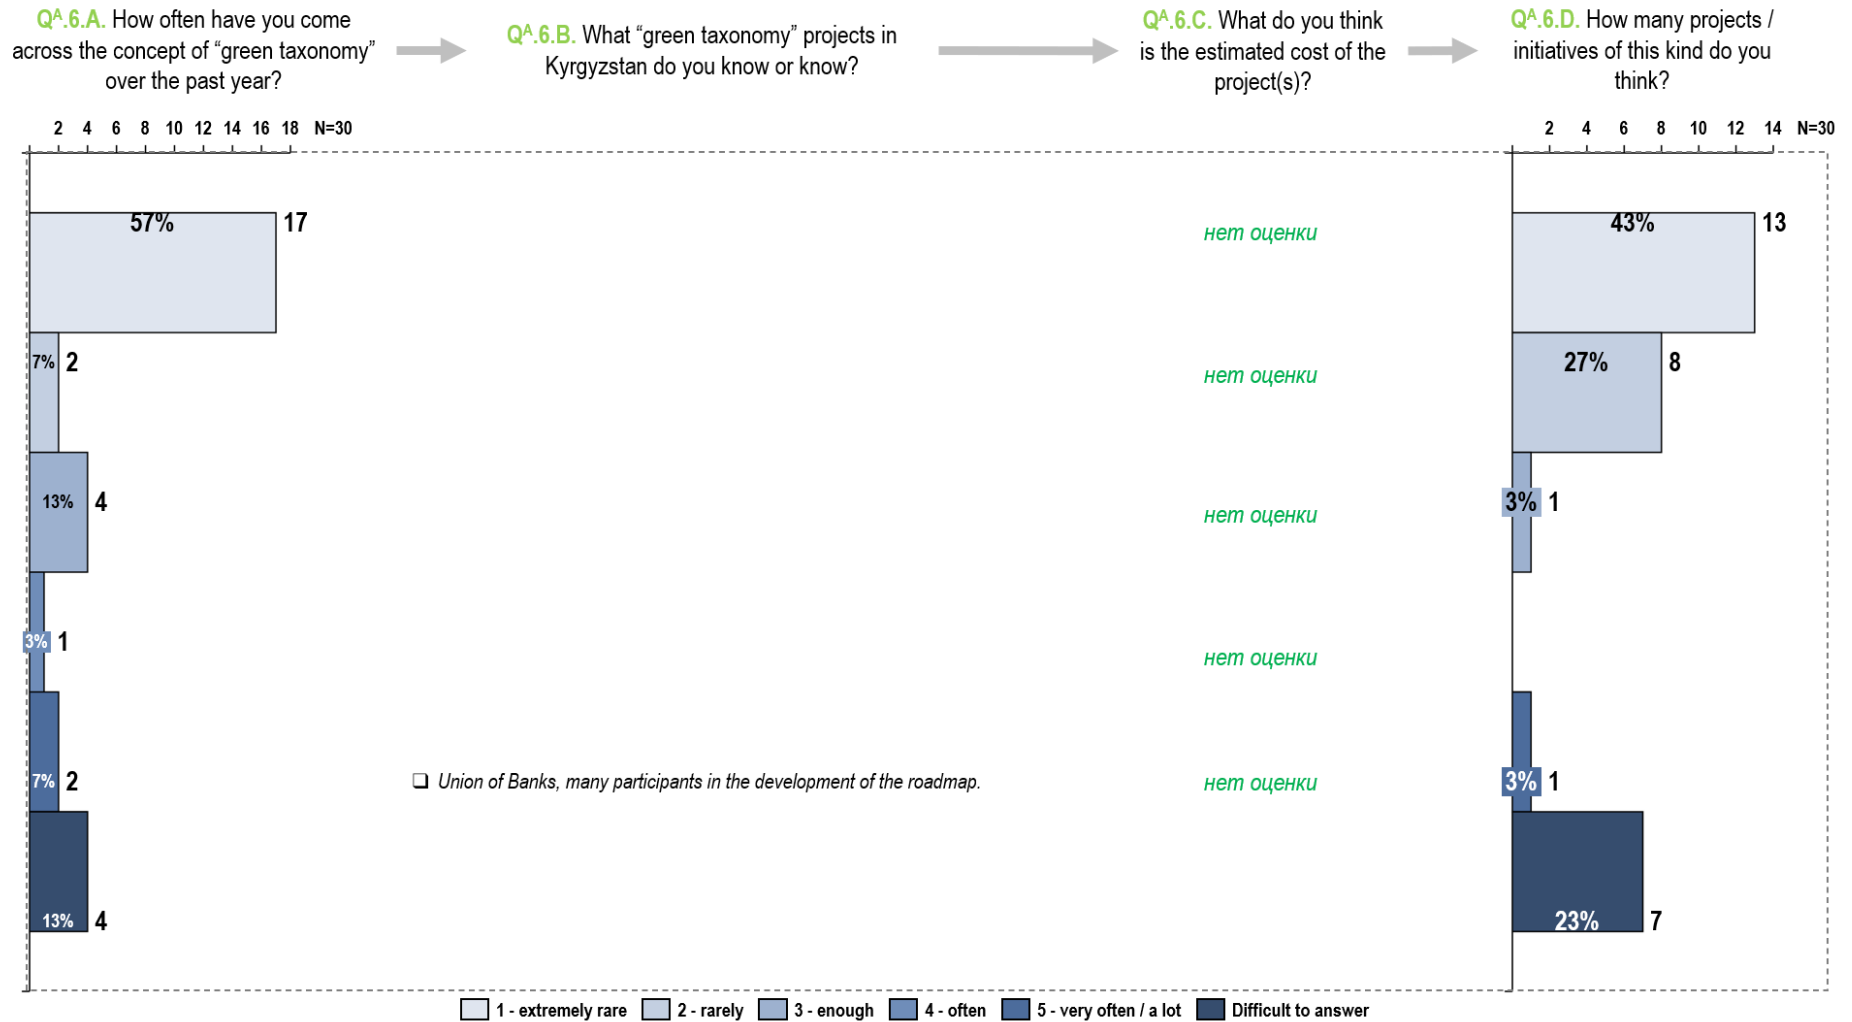 QA.6.A. How often have you come
across the concept of “green taxonomy”
over the past year?
QA.6.B. What “green taxonomy” projects in
Kyrgyzstan do you know or know?
QA.6.C. What do you think
is the estimated cost of the
project(s)?
QA.6.D. How many projects /
initiatives of this kind do you
think?
2 4 6 8 10 12 14 16 18 N=30
2 4 6 8 10 12 14 N=30
57% 17
нет оценки
43% 13
7% 2
нет оценки
27% 8
13% 4
нет оценки
3% 1
3% 1
нет оценки
7% 2
❑ Union of Banks, many participants in the development of the roadmap.
нет оценки
3% 1
13% 4
23% 7
1 - extremely rare 2 - rarely 3 - enough 4 - often 5 - very often / a lot Difficult to answer